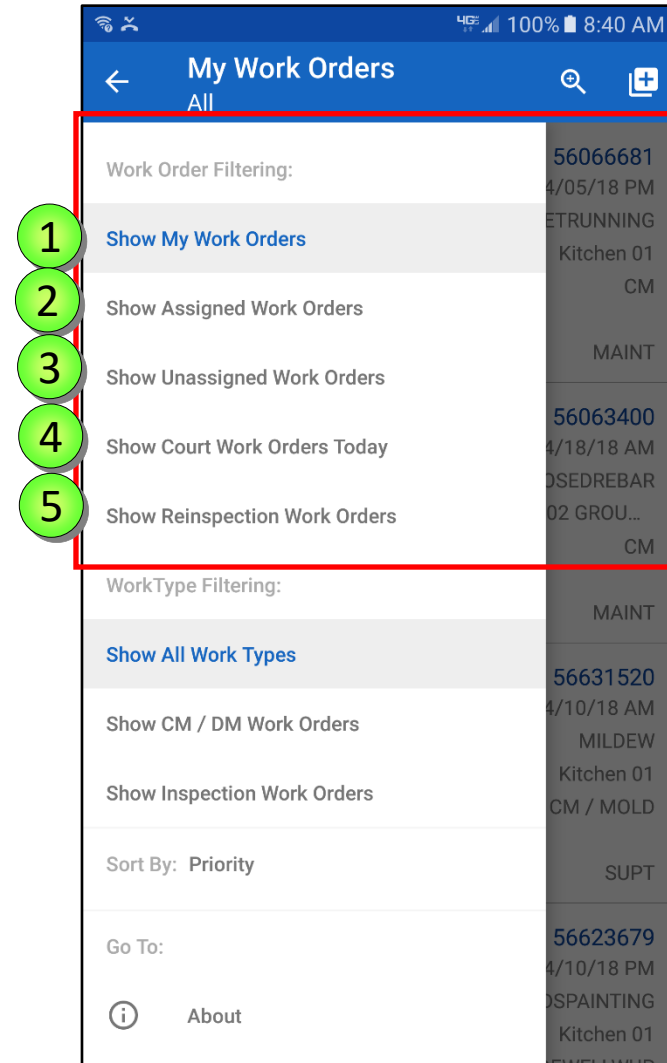 4G 100% 8:40 AM
My Work Orders
All
Work Order Filtering:
1 Show My Work Orders
2 Show Assigned Work Orders
3 Show Unassigned Work Orders
4 Show Court Work Orders Today
5 Show Reinspection Work Orders
WorkType Filtering:
Show All Work Types
Show CM / DM Work Orders
Show Inspection Work Orders
Sort By: Priority
Go To:
About
56066681
4/05/18 PM
ETRUNNING
Kitchen 01
CM
MAINT
56063400
4/18/18 AM
OSEDREBAR
02 GROU...
CM
MAINT
56631520
4/10/18 AM
MILDEW
Kitchen 01
CM / MOLD
SUPT
56623679
4/10/18 PM
SPAINTING
Kitchen 01